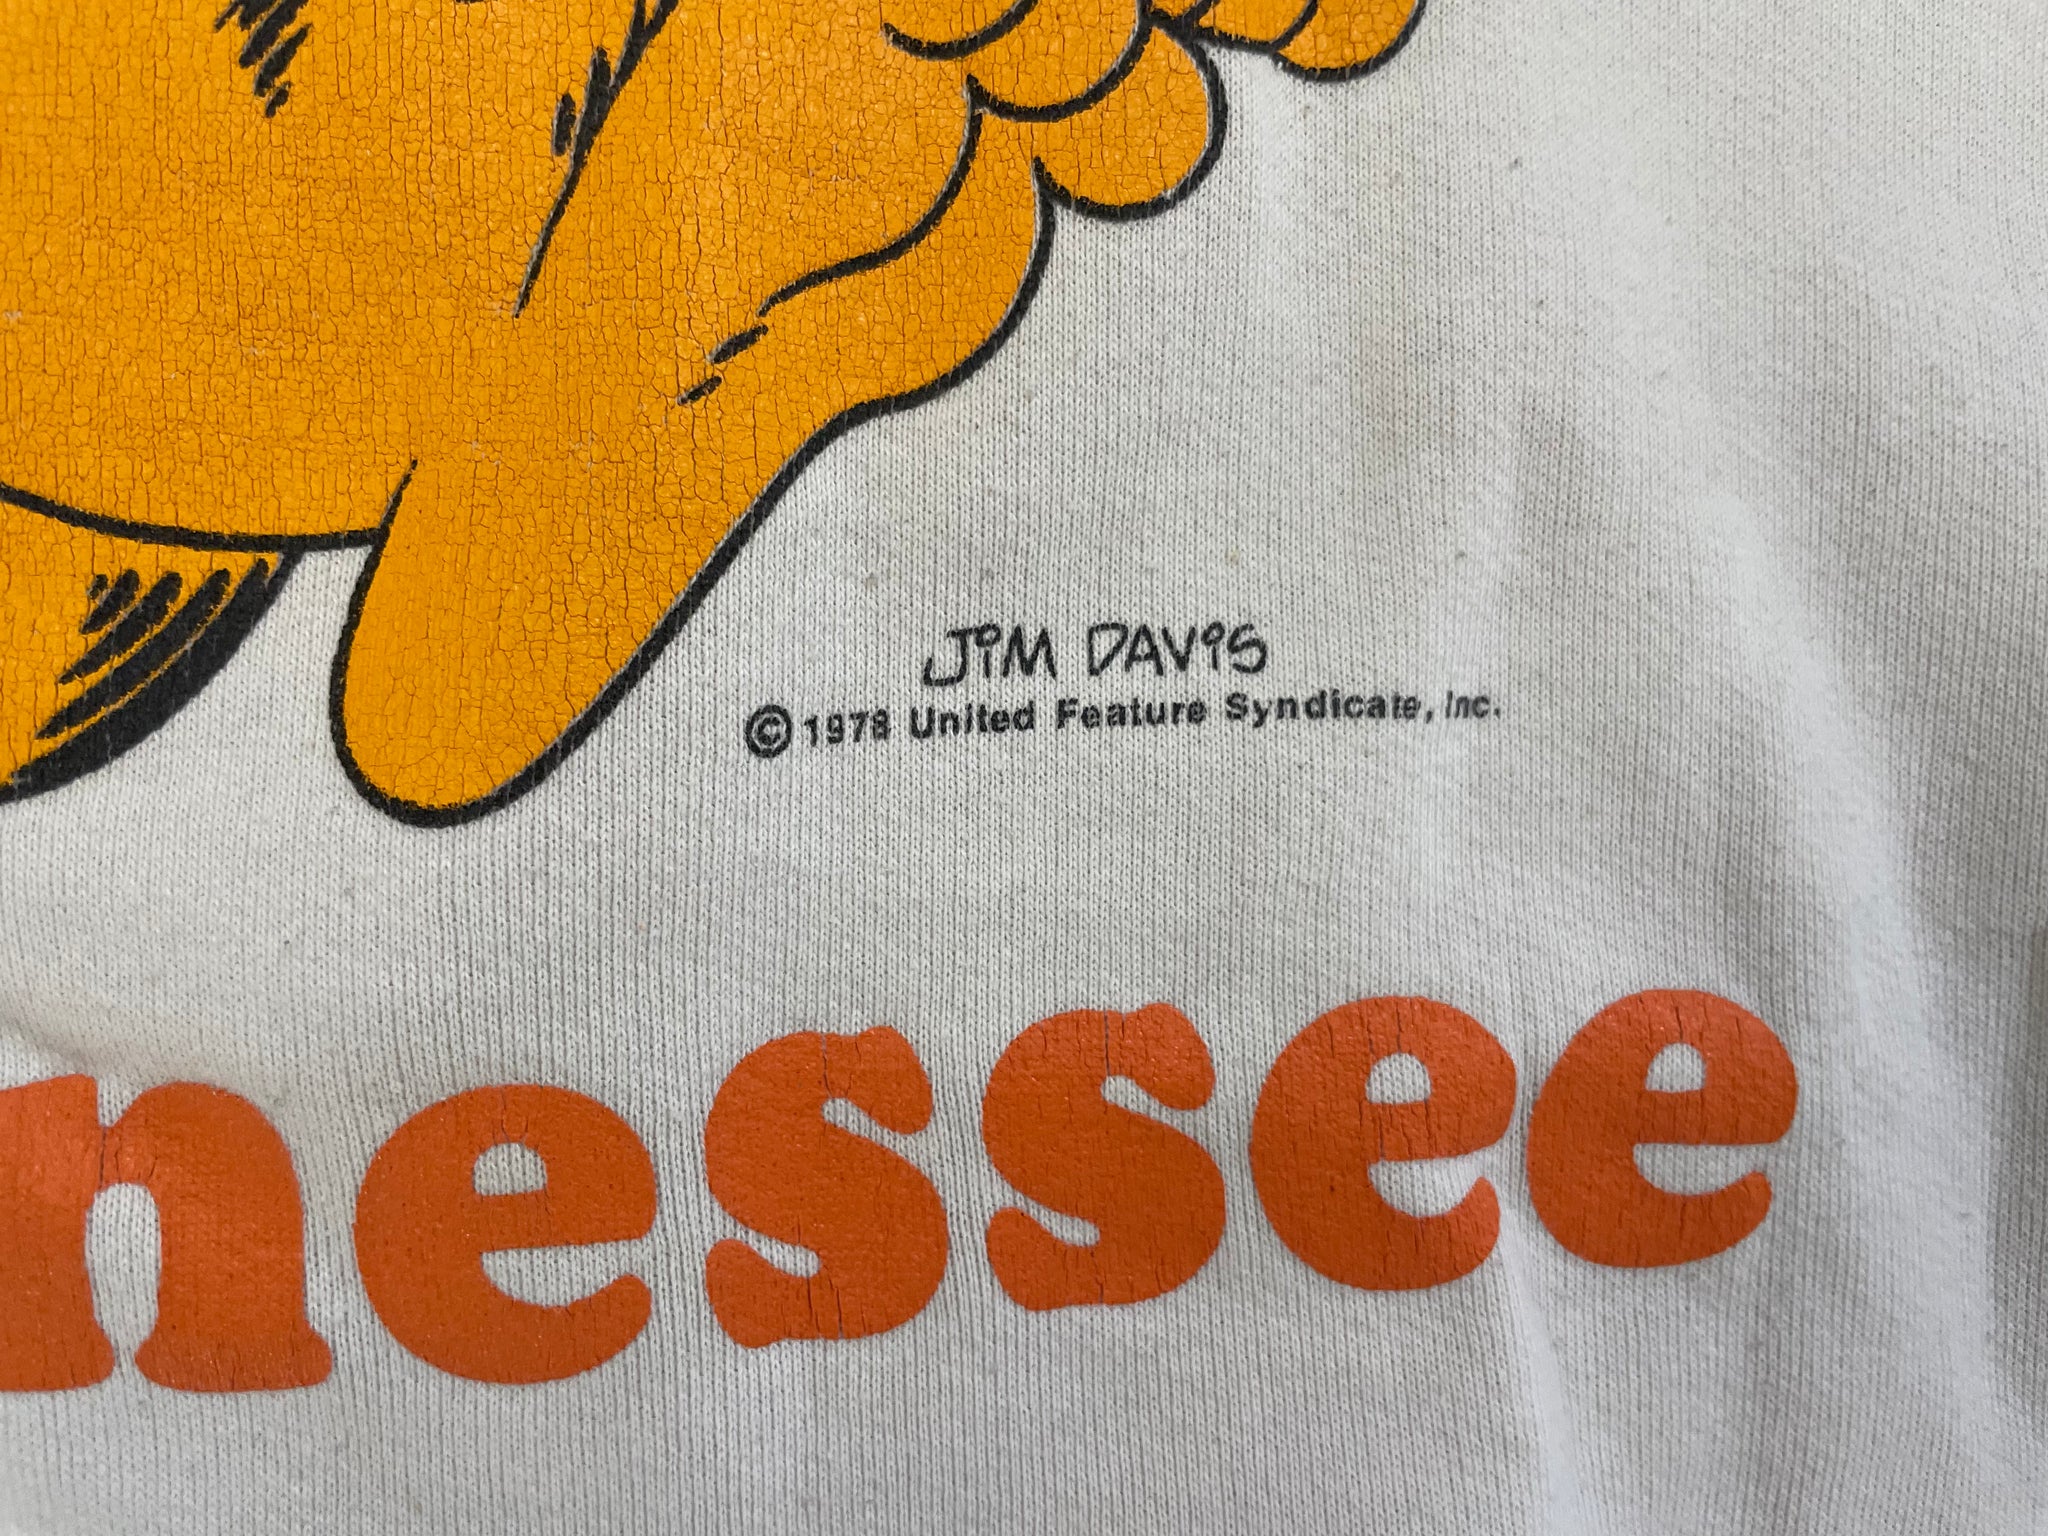 JiM DAViS
© 1978 United Feature Syndicate, Inc.
nessee